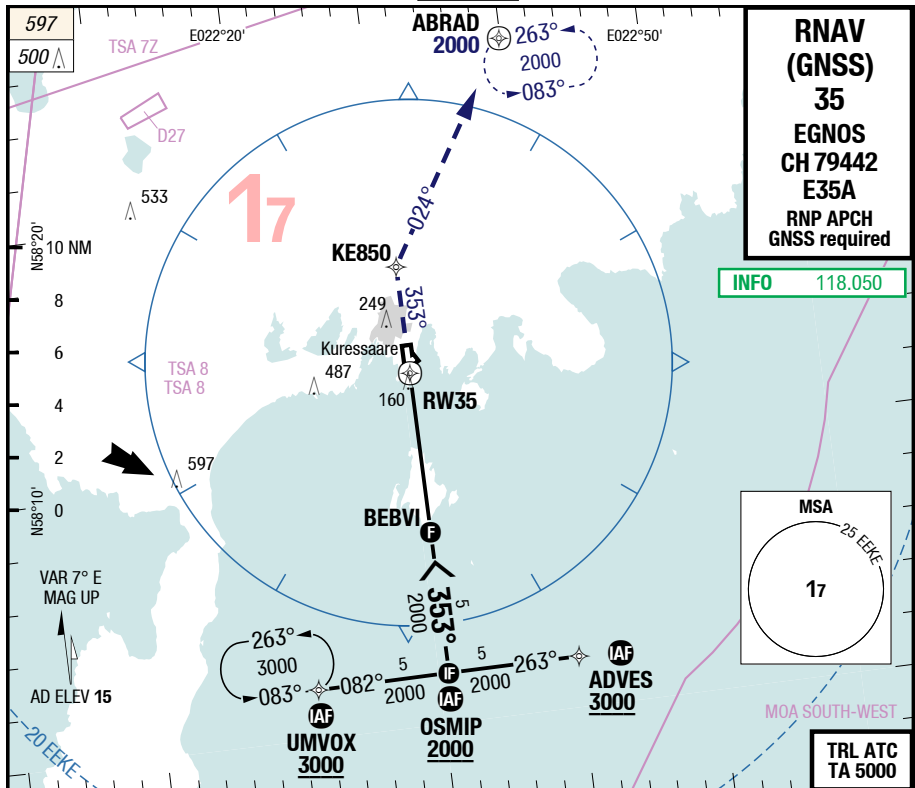 597
500
TSA 7Z
E022°20'
ABRAD
2000
263°
2000
083°
E022°50'
RNAV
(GNSS)
35
EGNOS
CH 79442
E35A
RNP APCH
GNSS required
INFO 118.050
D27
533
17
024°
N58°20'
10 NM
KE850
353°
8
249
6
Kuressaare
TSA 8
TSA 8
487
4
160
RW35
2
597
N58°10'
0
BEBVI
F
MSA
25 EEKE
17
VAR 7° E
MAG UP
AD ELEV 15
5
353°
2000
263°
3000
083°
082°
5
2000
IF
5
2000
263°
IAF
ADVES
3000
IAF
UMVOX
3000
IAF
OSMIP
2000
MOA SOUTH-WEST
20 EEKE
TRL ATC
TA 5000